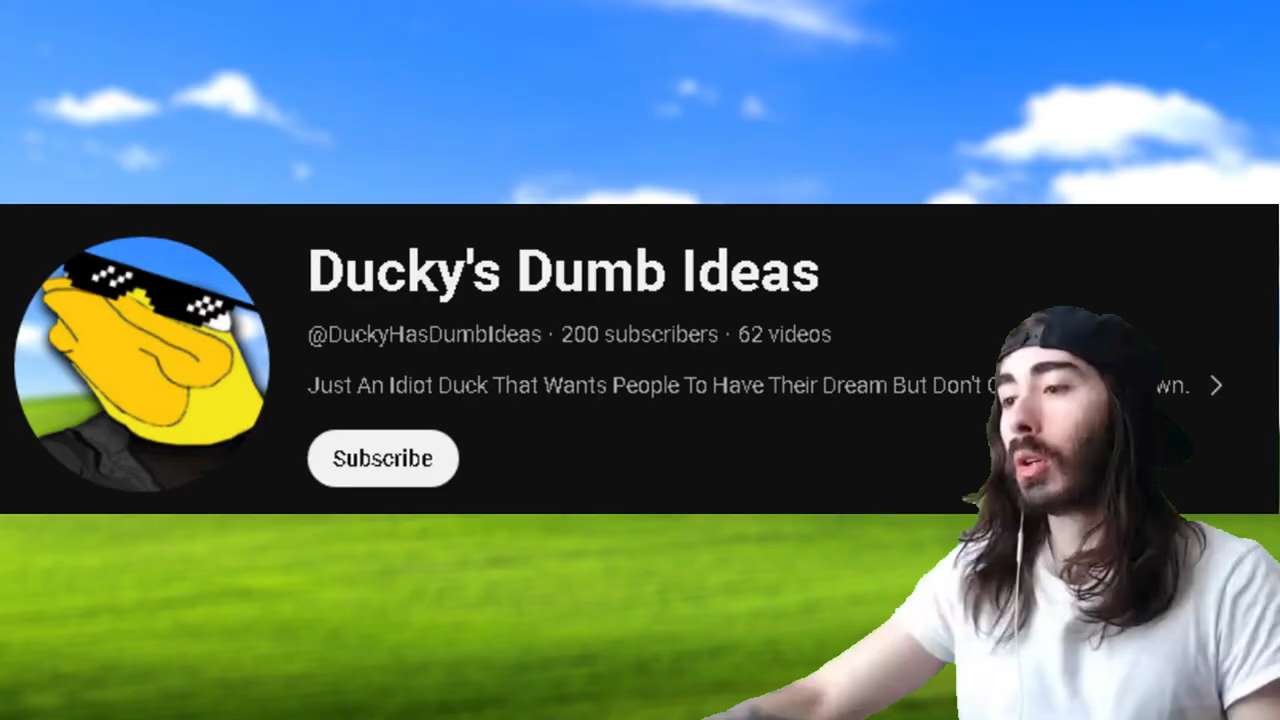 Ducky's Dumb Ideas
@DuckyHasDumbIdeas · 200 subscribers · 62 videos
Just An Idiot Duck That Wants People To Have Their Dream But Don't
Subscribe